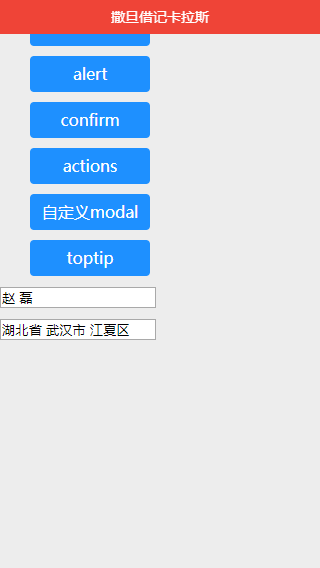 撒旦借记卡拉斯
alert
confirm
actions
自定义modal
toptip
赵 磊
湖北省 武汉市 江夏区